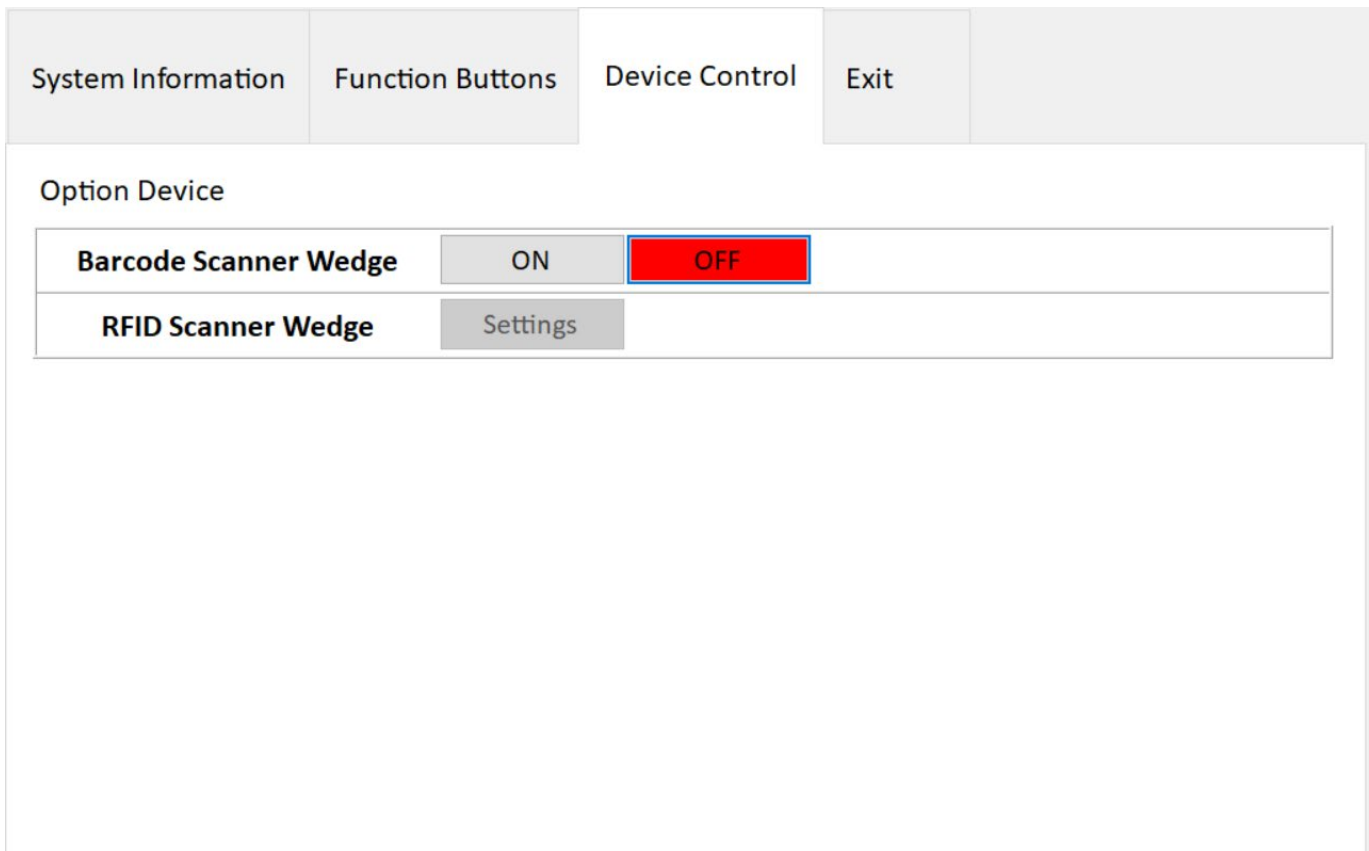 System Information Function Buttons Device Control Exit
Option Device
Barcode Scanner Wedge ON OFF
RFID Scanner Wedge Settings